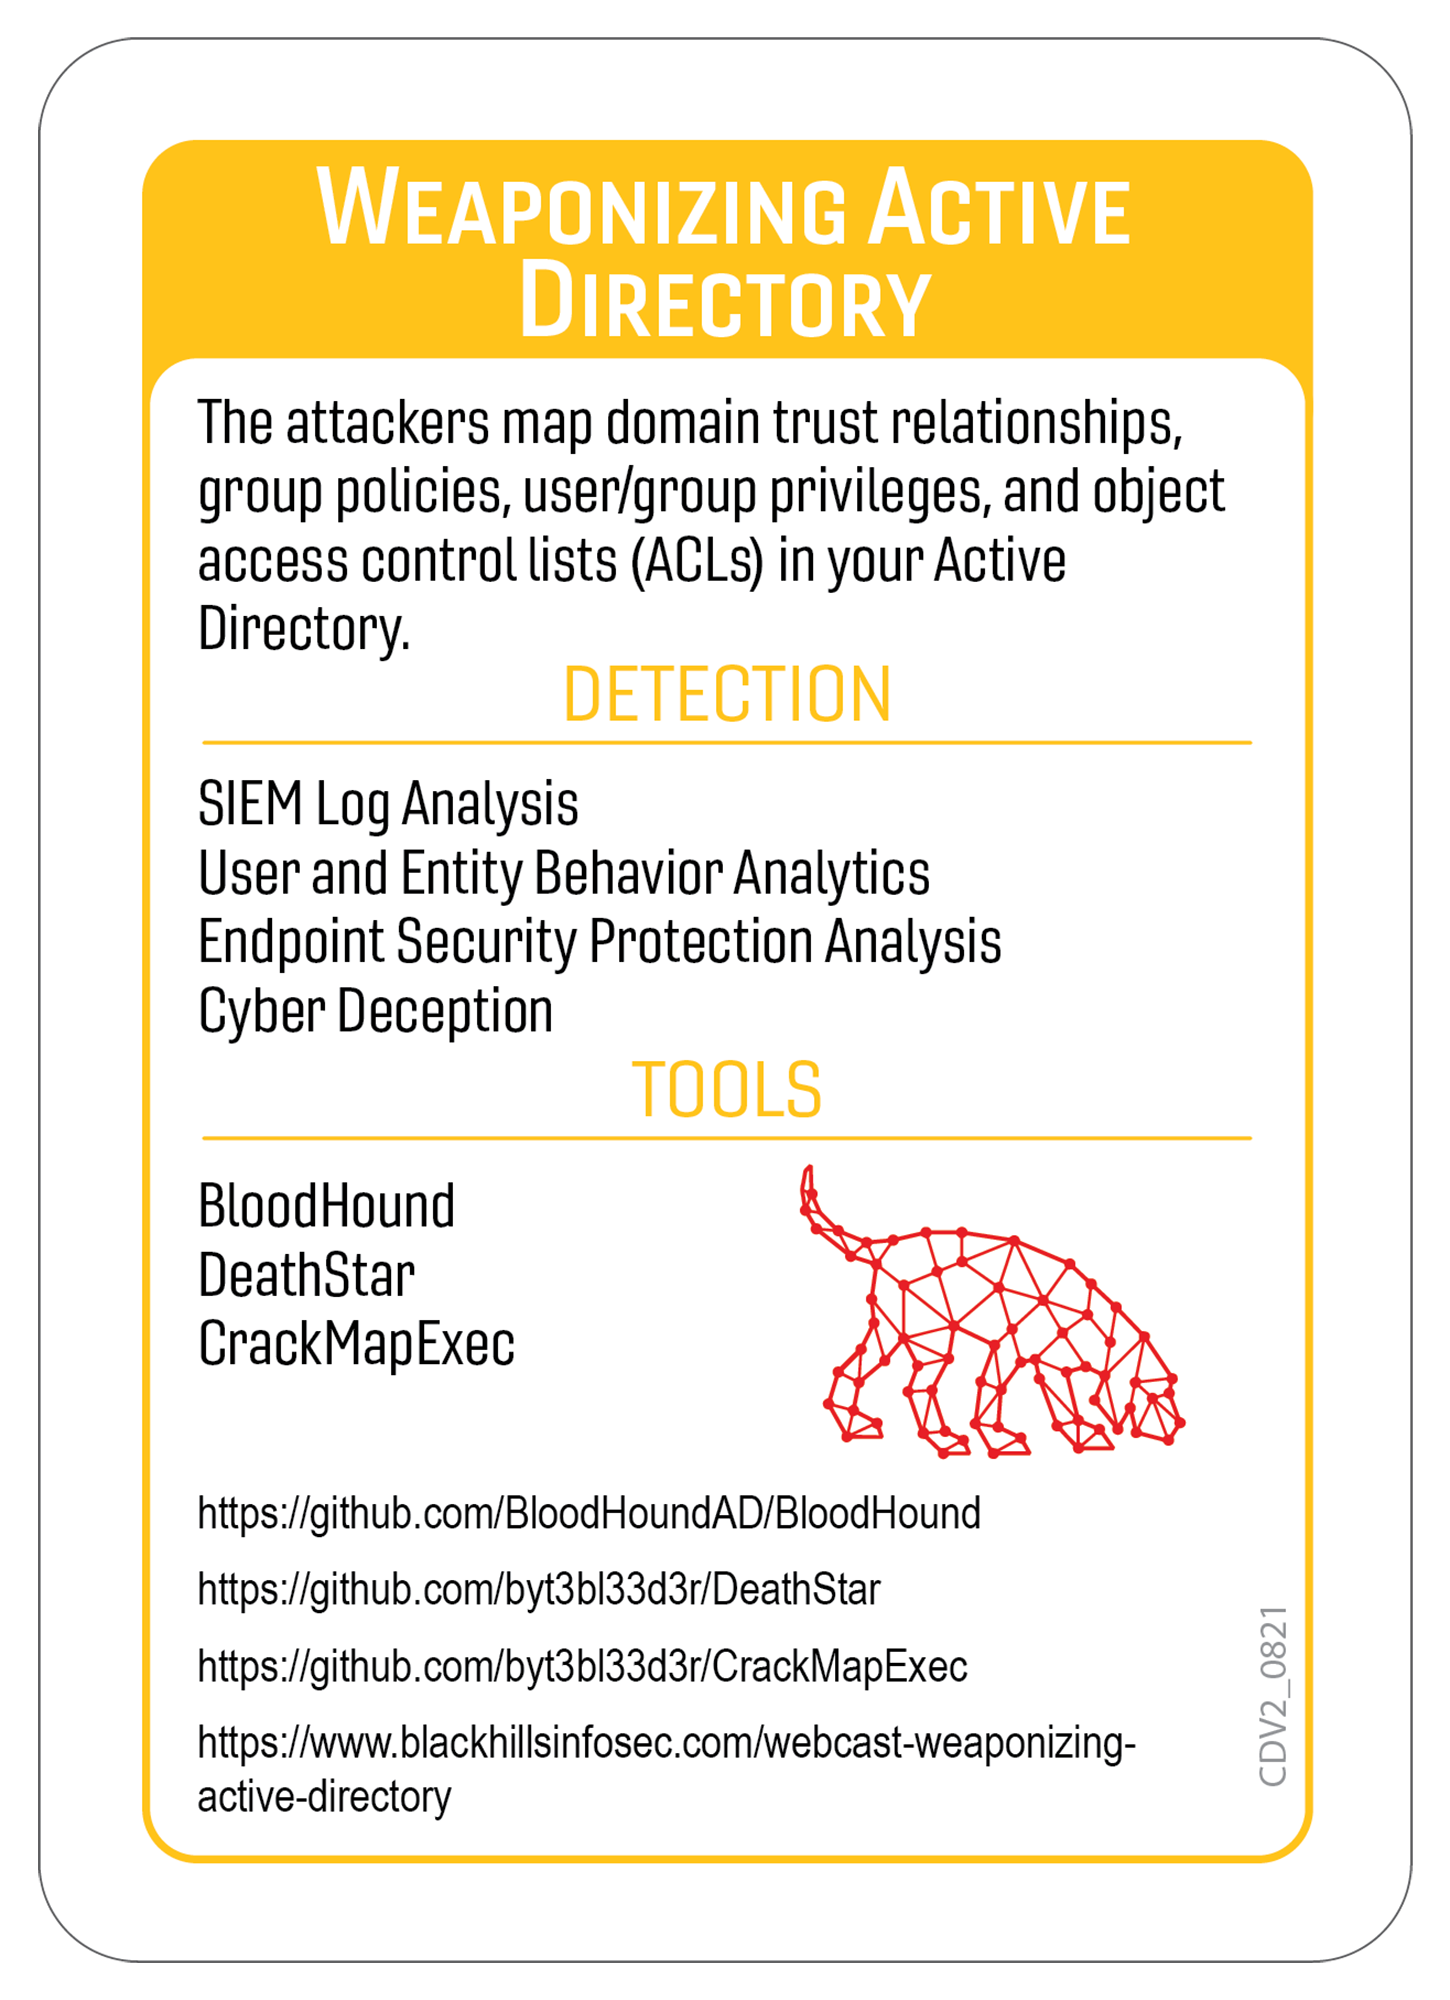 WEAPONIZING ACTIVE
DIRECTORY
The attackers map domain trust relationships,
group policies, user/group privileges, and object
access control lists (ACLs) in your Active
Directory.
DETECTION
SIEM Log Analysis
User and Entity Behavior Analytics
Endpoint Security Protection Analysis
Cyber Deception
TOOLS
BloodHound
DeathStar
CrackMapExec
https://github.com/BloodHoundAD/BloodHound
https://github.com/byt3bl33d3r/DeathStar
https://github.com/byt3bl33d3r/CrackMapExec
https://www.blackhillsinfosec.com/webcast-weaponizing-
active-directory
CDV2_0821